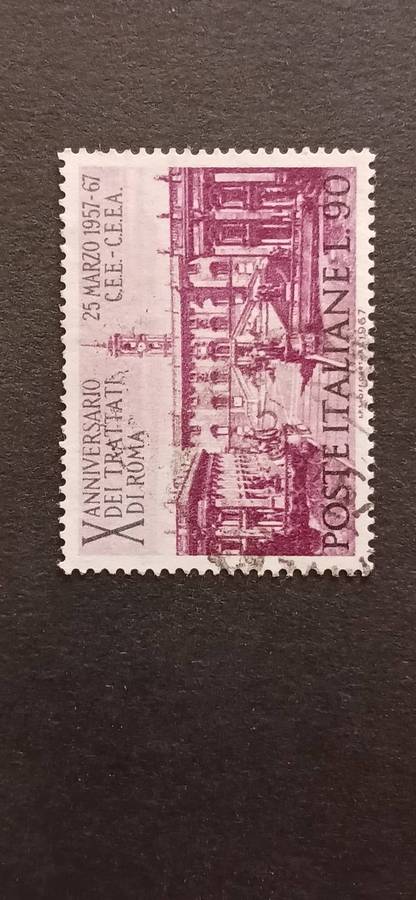 X ANNIVERSARIO
DEI TRATTATI
DI ROMA
25 MARZO 1957-67
C.E.E. - C.E.E.A.
POSTE ITALIANE L. 90
1967